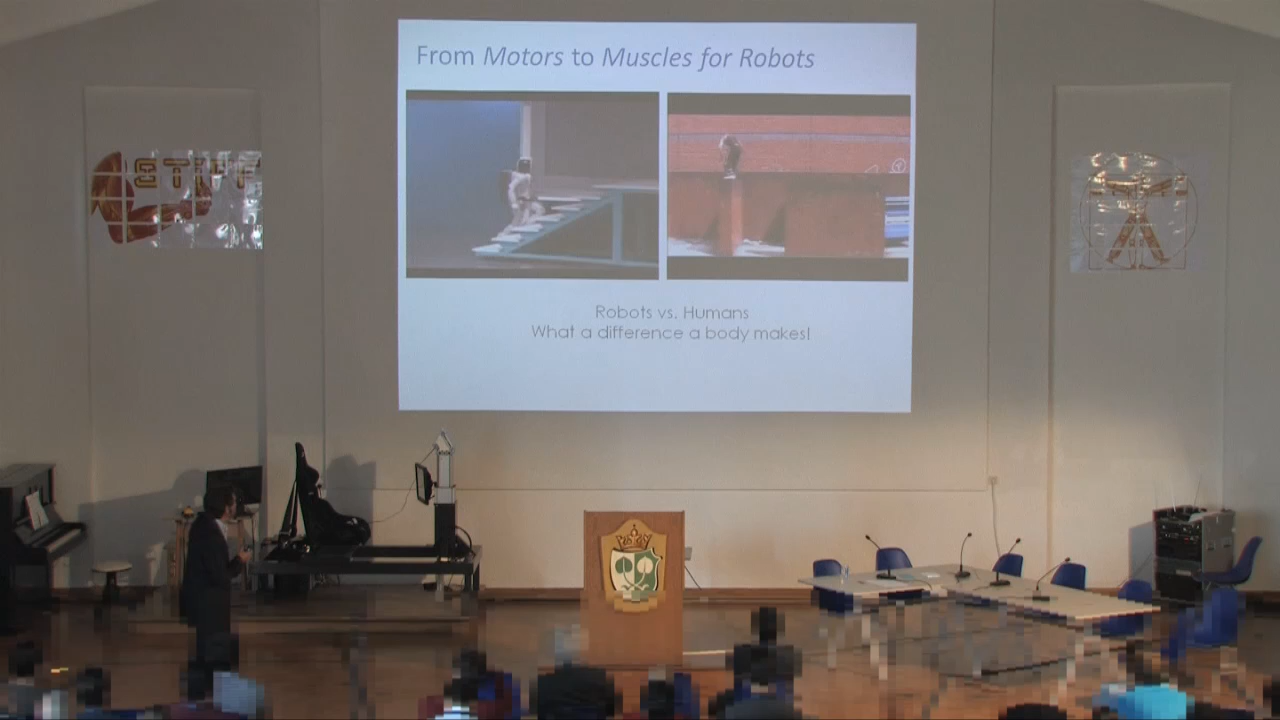 From Motors to Muscles for Robots
Robots vs. Humans
What a difference a body makes!